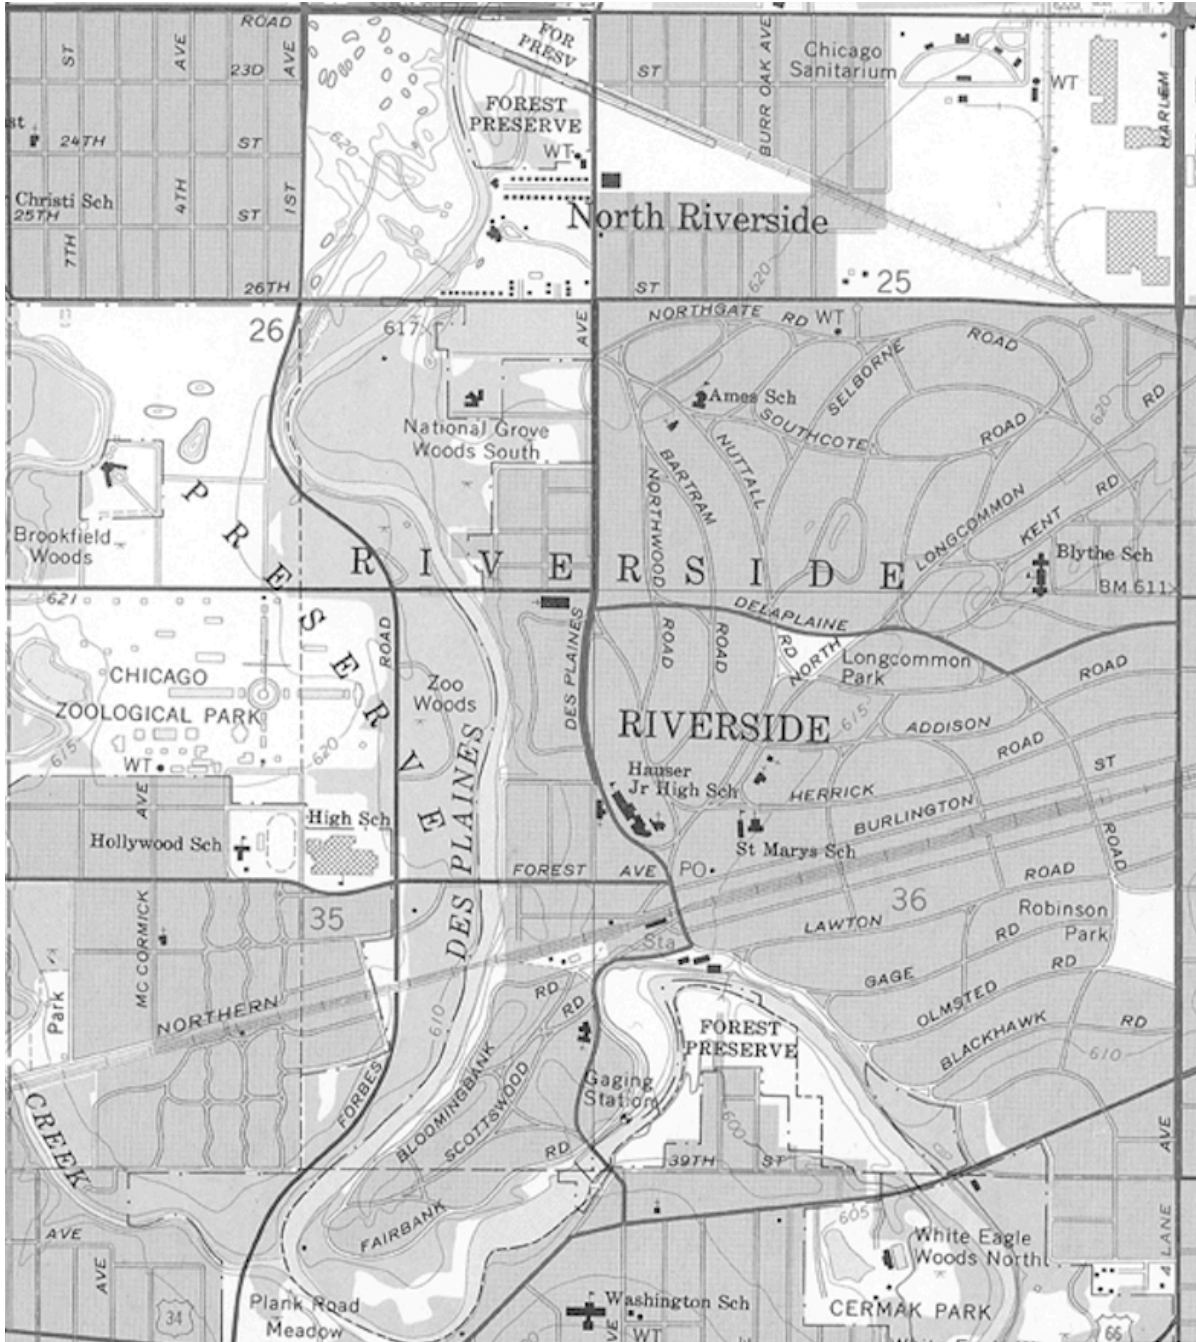 ROAD
ST
AVE
AVE
23D
FOR
PRESV
ST
BURR OAK AVE
Chicago
Sanitarium
WT
HARLEM
FOREST
PRESERVE
620
24TH
ST
WT
Christi Sch
25TH
4TH
ST
1ST
North Riverside
7TH
620
26TH
ST
25
26
617
AVE
NORTHGATE RD
WT
SELBORNE
ROAD
Ames Sch
620
RD
National Grove
Woods South
SOUTHCOTE
ROAD
NUTTALL
BARTRAM
NORTHWOOD
LONGCOMMON
KENT RD
Brookfield
Woods
PRESERVE
RIVERSIDE
Blythe Sch
BM 611
621
DES PLAINES
DELAPLAINE
RD
NORTH
ROAD
ROAD
ROAD
Longcommon
Park
ROAD
CHICAGO
ZOOLOGICAL PARK
Zoo
Woods
615
615
620
ADDISON
ROAD
RIVERSIDE
DES PLAINES
WT
Hauser
Jr High Sch
ST
AVE
HERRICK
BURLINGTON
High Sch
Hollywood Sch
St Marys Sch
ROAD
FOREST AVE
PO
ROAD
35
36
MC CORMICK
LAWTON
Robinson
Park
Sta
RD
GAGE
RD
Park
NORTHERN
610
RD
RD
OLMSTED
BLACKHAWK
RD
610
FOREST
PRESERVE
Gaging
Station
CREEK
FORBES
BLOOMINGBANK
SCOTTSWOOD
600
RD
39TH ST
AVE
FAIRBANK
605
LANE
AVE
AVE
White Eagle
Woods North
Plank Road
Meadow
34
Washington Sch
AVE
WT
CERMAK PARK
66